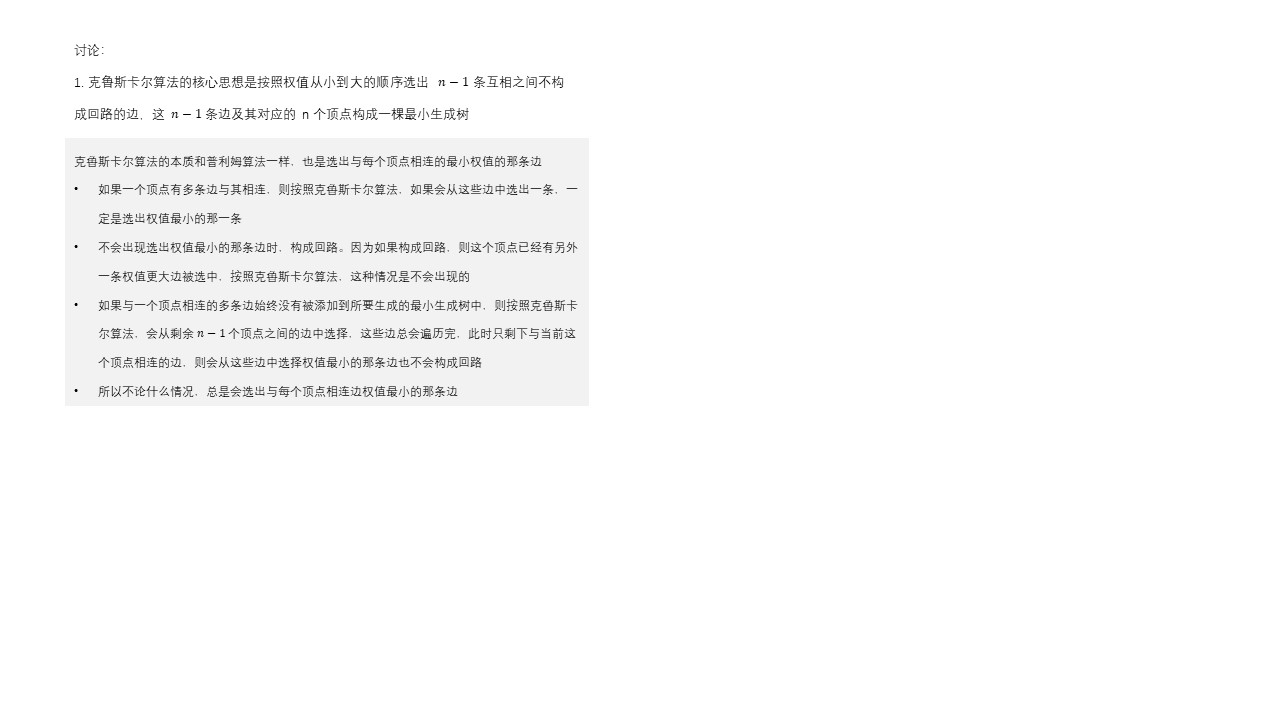 讨论：
1. 克鲁斯卡尔算法的核心思想是按照权值从小到大的顺序选出 n − 1 条互相之间不构
成回路的边，这 n − 1 条边及其对应的 n 个顶点构成一棵最小生成树
克鲁斯卡尔算法的本质和普利姆算法一样，也是选出与每个顶点相连的最小权值的那条边
• 如果一个顶点有多条边与其相连，则按照克鲁斯卡尔算法，如果会从这些边中选出一条，一
定是选出权值最小的那一条
• 不会出现选出权值最小的那条边时，构成回路。因为如果构成回路，则这个顶点已经有另外
一条权值更大边被选中，按照克鲁斯卡尔算法，这种情况是不会出现的
• 如果与一个顶点相连的多条边始终没有被添加到所要生成的最小生成树中，则按照克鲁斯卡
尔算法，会从剩余 n − 1 个顶点之间的边中选择，这些边总会遍历完，此时只剩下与当前这
个顶点相连的边，则会从这些边中选择权值最小的那条边也不会构成回路
• 所以不论什么情况，总是会选出与每个顶点相连边权值最小的那条边